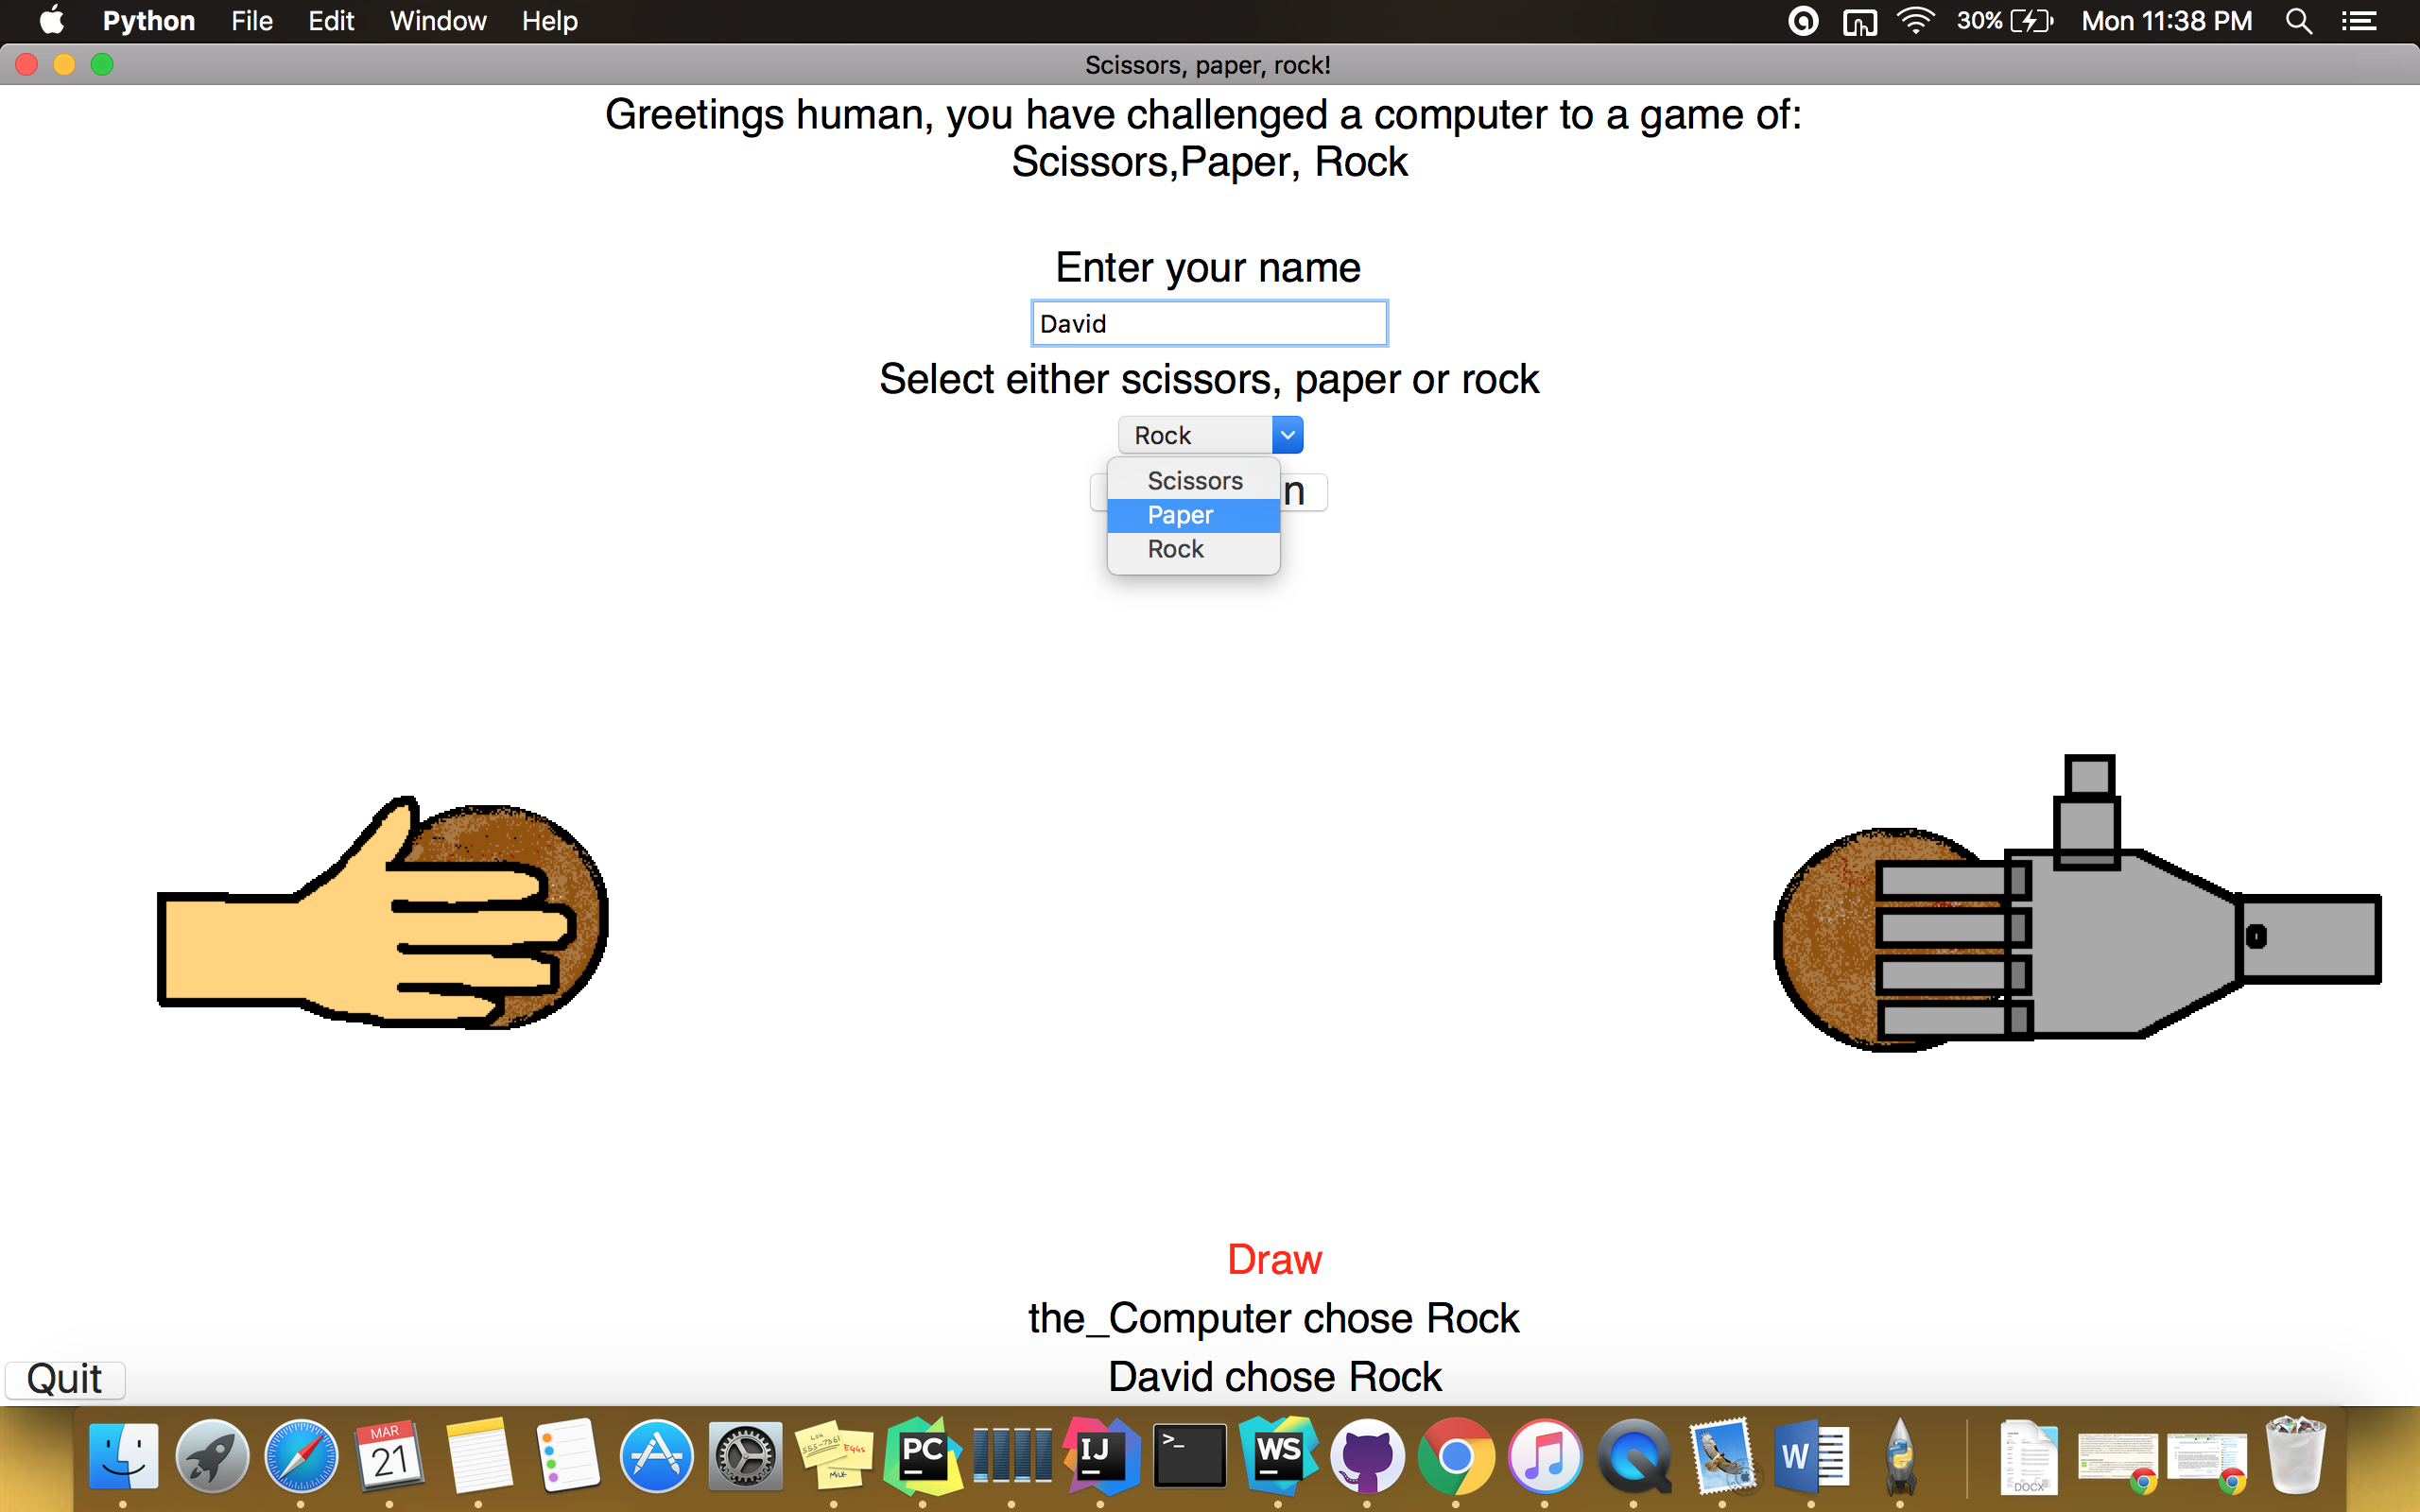 Python File Edit Window Help 30% Mon 11:38 PM
Scissors, paper, rock!
Greetings human, you have challenged a computer to a game of:
Scissors,Paper, Rock
Enter your name
David
Select either scissors, paper or rock
Rock
Scissors
n
Paper
Rock
Draw
the_Computer chose Rock
David chose Rock
Quit
MAR
21
PC
IJ
>_
WS
W
DOCX